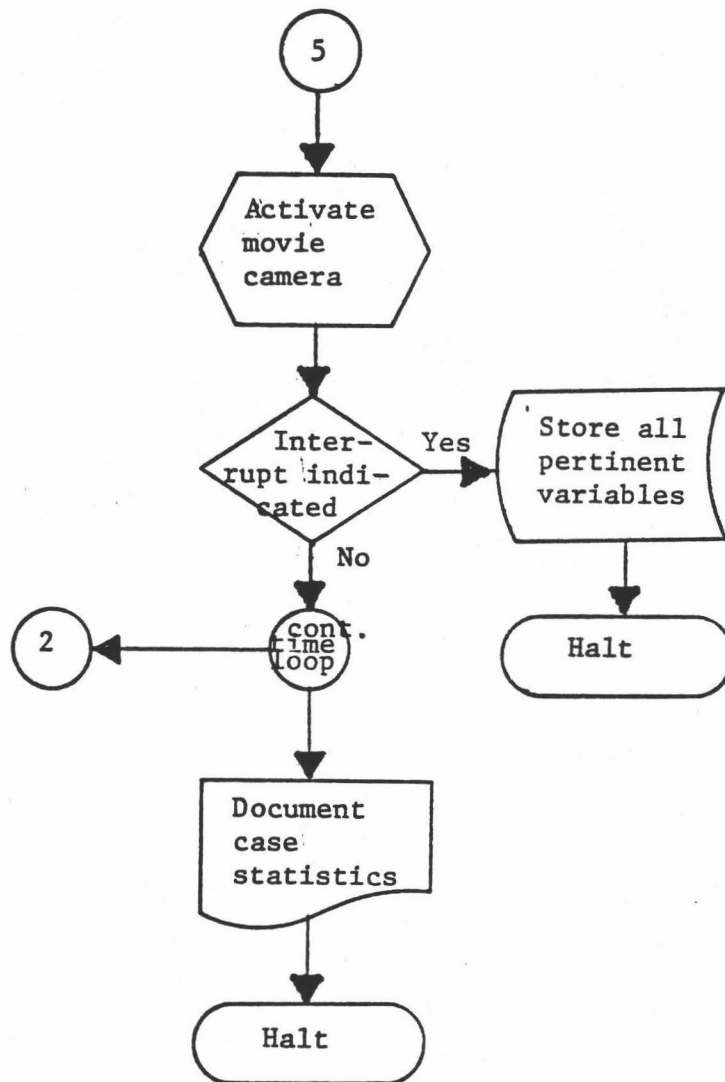 5
Activate
movie
camera
Inter-
rupt indi-
cated
Yes
Store all
pertinent
variables
No
Halt
2
cont.
time
loop
Document
case
statistics
Halt